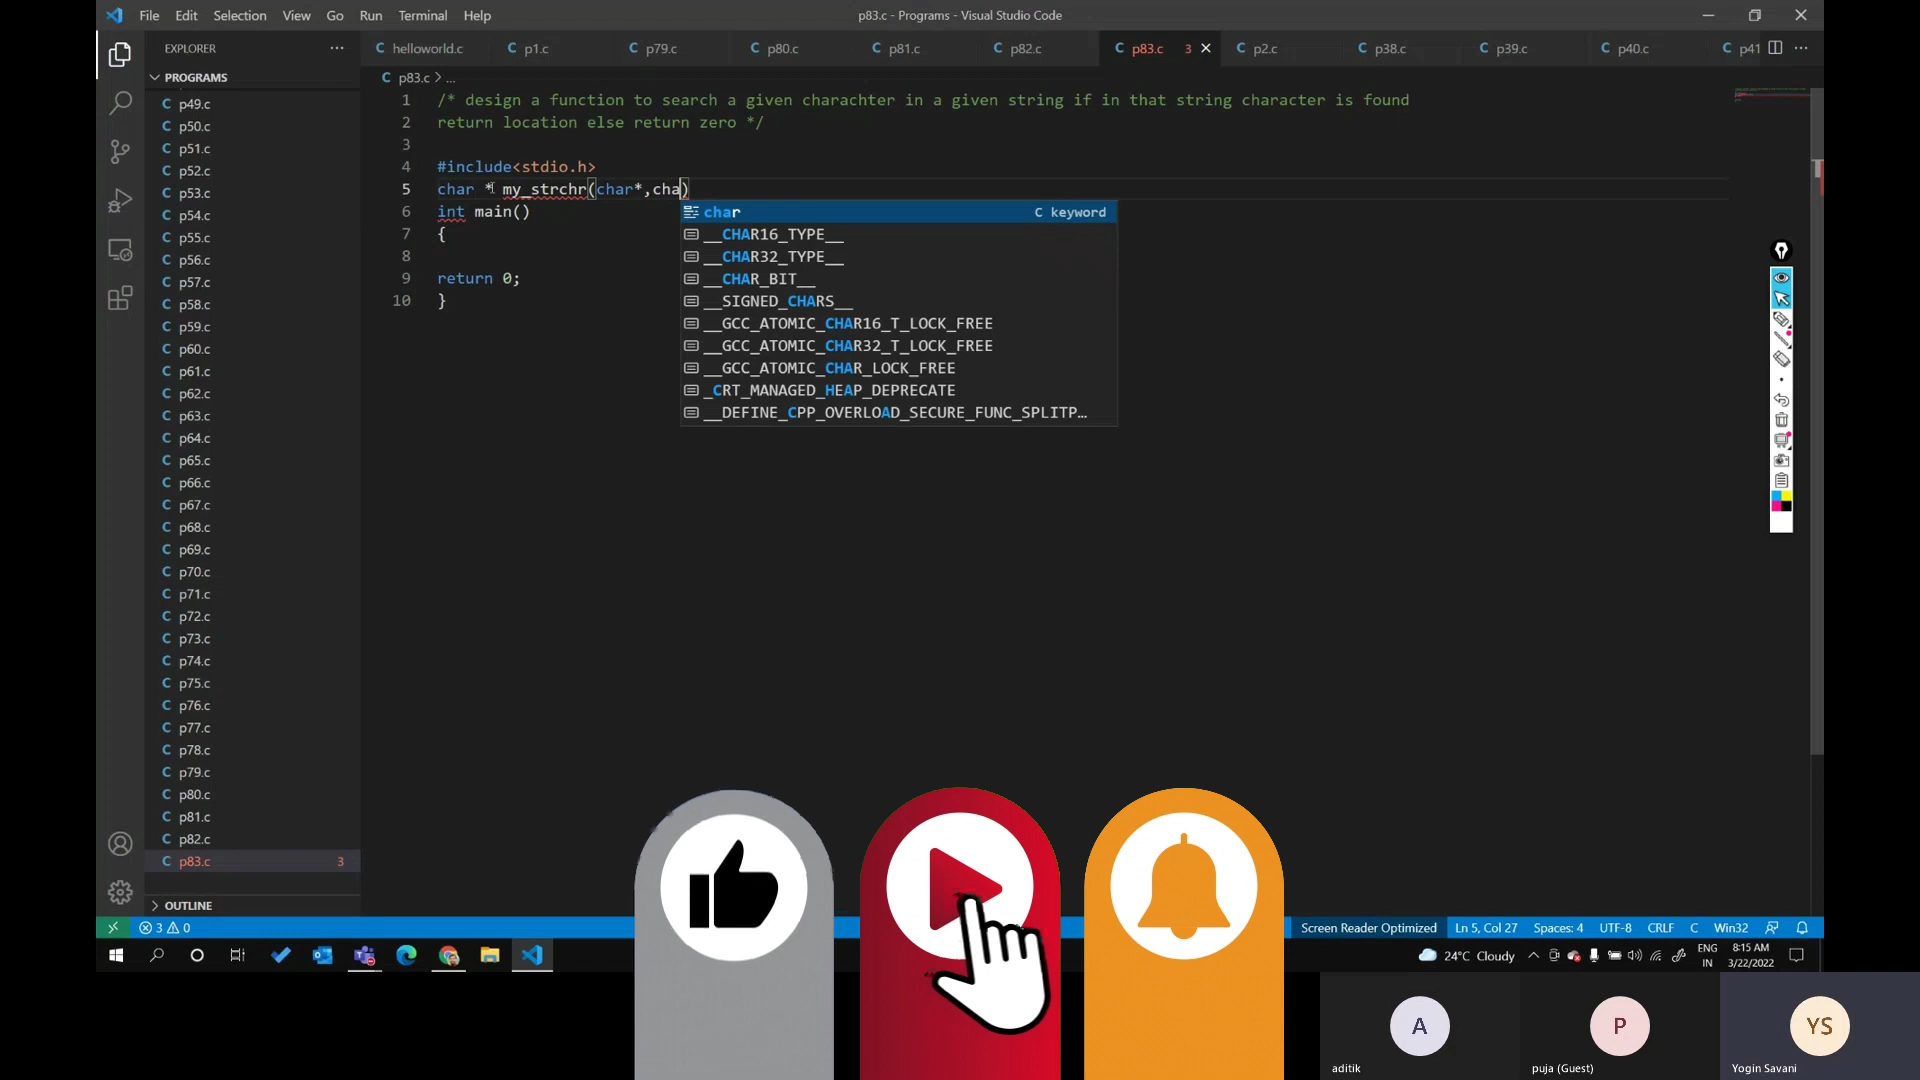 File Edit Selection View Go Run Terminal Help
p83.c - Programs - Visual Studio Code
EXPLORER
helloworld.c p1.c p79.c p80.c p81.c p82.c p83.c 3 p2.c p38.c p39.c p40.c p41
PROGRAMS
p83.c > ...
p49.c
p50.c
p51.c
p52.c
p53.c
p54.c
p55.c
p56.c
p57.c
p58.c
p59.c
p60.c
p61.c
p62.c
p63.c
p64.c
p65.c
p66.c
p67.c
p68.c
p69.c
p70.c
p71.c
p72.c
p73.c
p74.c
p75.c
p76.c
p77.c
p78.c
p79.c
p80.c
p81.c
p82.c
p83.c 3
OUTLINE
1 /* design a function to search a given charachter in a given string if in that string character is found
2 return location else return zero */
3
4 #include<stdio.h>
5 char * my_strchr(char*,cha)
6 int main()
7 {
8
9 return 0;
10 }
char C keyword
__CHAR16_TYPE__
__CHAR32_TYPE__
__CHAR_BIT__
__SIGNED_CHARS__
__GCC_ATOMIC_CHAR16_T_LOCK_FREE
__GCC_ATOMIC_CHAR32_T_LOCK_FREE
__GCC_ATOMIC_CHAR_LOCK_FREE
_CRT_MANAGED_HEAP_DEPRECATE
__DEFINE_CPP_OVERLOAD_SECURE_FUNC_SPLITP...
3 0
Screen Reader Optimized Ln 5, Col 27 Spaces: 4 UTF-8 CRLF C Win32
24°C Cloudy
ENG
IN
8:15 AM
3/22/2022
A
P
YS
aditik
puja (Guest)
Yogin Savani